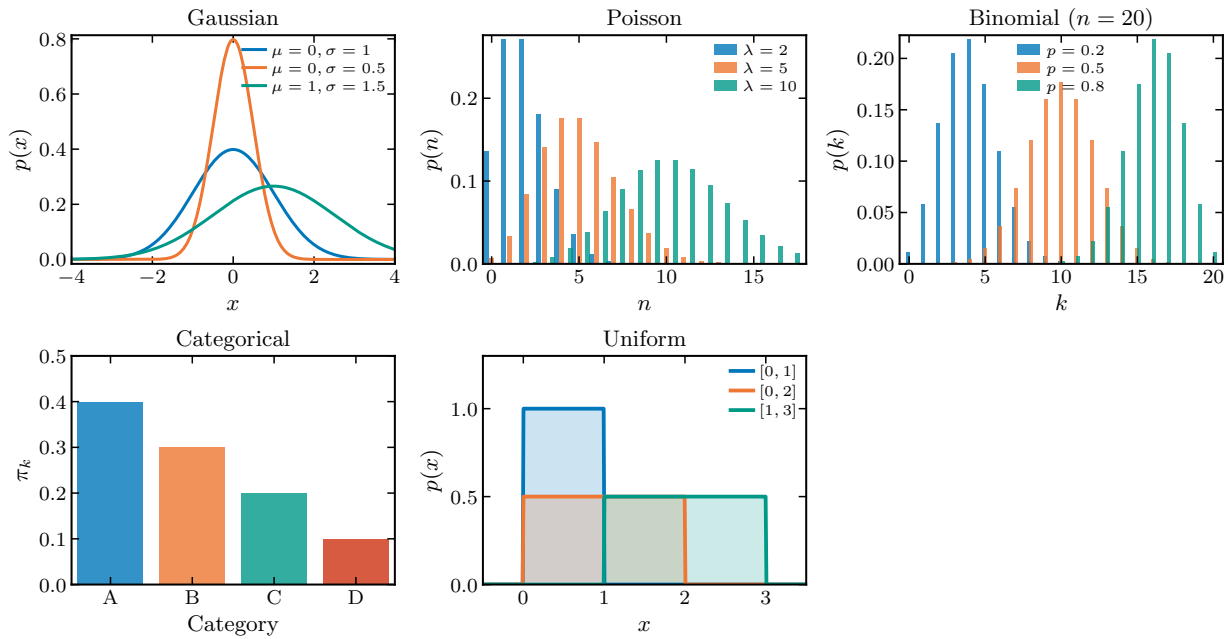 Gaussian
μ = 0, σ = 1
μ = 0, σ = 0.5
μ = 1, σ = 1.5
0.8
0.6
0.4
0.2
0.0
p(x)
−4
−2
0
2
4
x
Poisson
λ = 2
λ = 5
λ = 10
0.2
0.1
0.0
p(n)
0
5
10
15
n
Binomial (n = 20)
p = 0.2
p = 0.5
p = 0.8
0.20
0.15
0.10
0.05
0.00
p(k)
0
5
10
15
20
k
Categorical
0.5
0.4
0.3
0.2
0.1
0.0
π_k
A
B
C
D
Category
Uniform
[0, 1]
[0, 2]
[1, 3]
1.0
0.5
0.0
p(x)
0
1
2
3
x